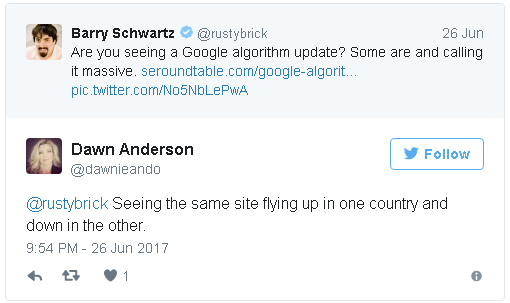 Barry Schwartz @rustybrick 26 Jun
Are you seeing a Google algorithm update? Some are and calling
it massive. seroundtable.com/google-algorit...
pic.twitter.com/No5NbLePwA
Dawn Anderson
@dawnieando
Follow
@rustybrick Seeing the same site flying up in one country and
down in the other.
9:54 PM - 26 Jun 2017
1